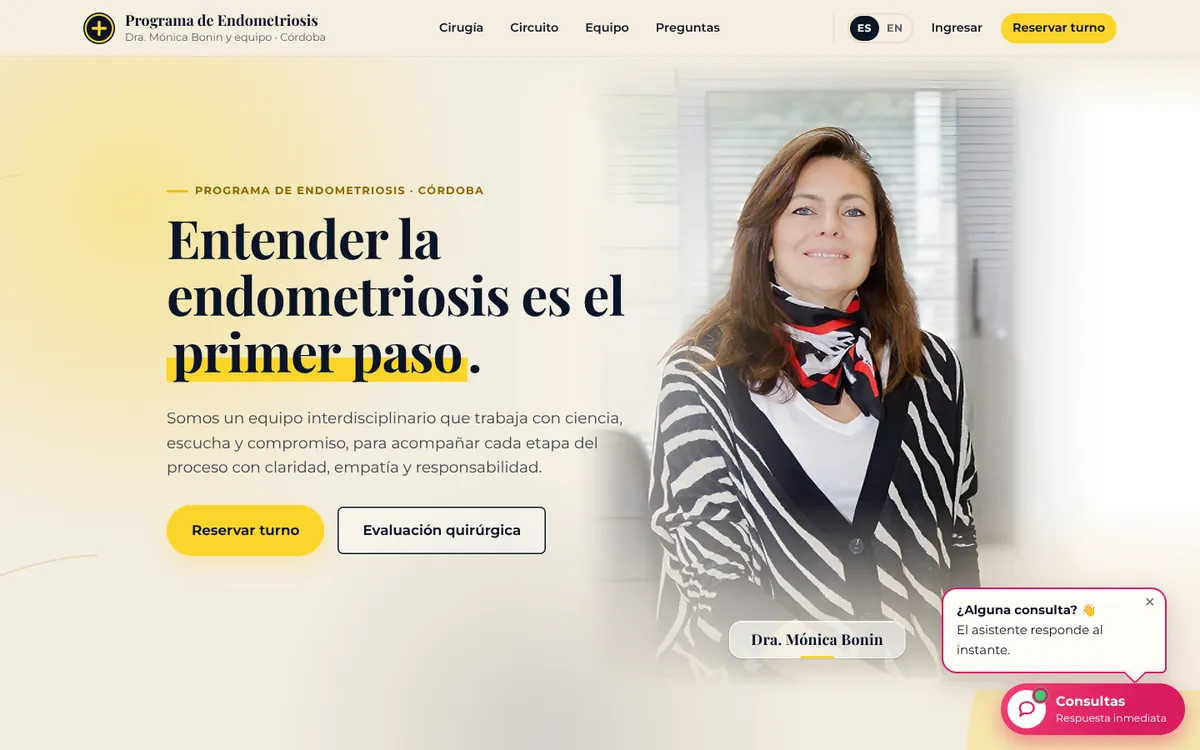 Programa de Endometriosis
Dra. Mónica Bonin y equipo · Córdoba
Cirugía
Circuito
Equipo
Preguntas
ES
EN
Ingresar
Reservar turno
PROGRAMA DE ENDOMETRIOSIS · CÓRDOBA
Entender la
endometriosis es el
primer paso.
Somos un equipo interdisciplinario que trabaja con ciencia,
escucha y compromiso, para acompañar cada etapa del
proceso con claridad, empatía y responsabilidad.
Reservar turno
Evaluación quirúrgica
Dra. Mónica Bonin
¿Alguna consulta? 👋
El asistente responde al
instante.
Consultas
Respuesta inmediata